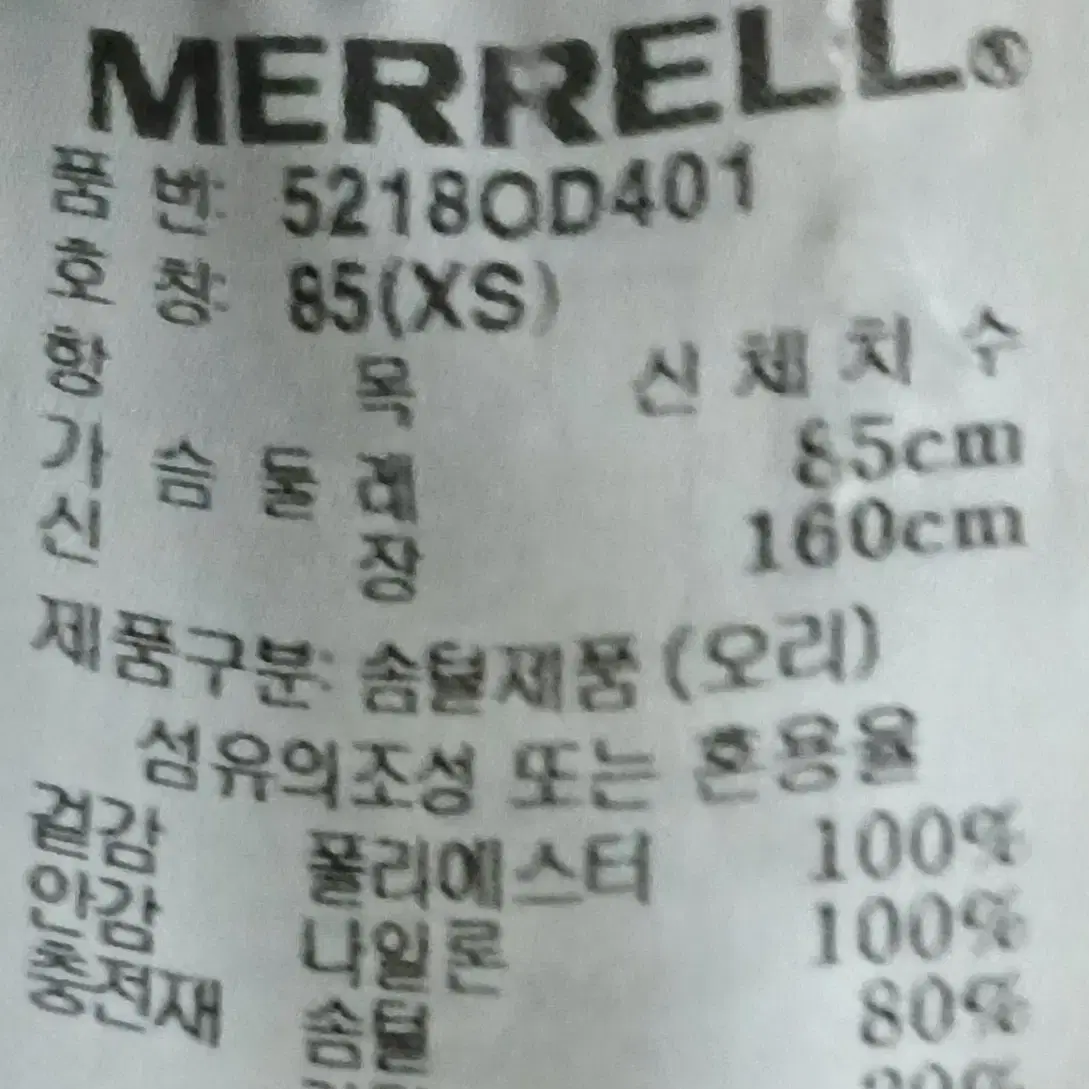 MERRELL®
품 번: 5218OD401
호 칭: 85(XS)
항 목 신 체 치 수
가 슴 둘 레 85cm
신 장 160cm
제품구분: 솜털제품(오리)
섬유의조성 또는 혼용율
겉감 폴리에스터 100%
안감 나일론 100%
충전재 솜털 80%